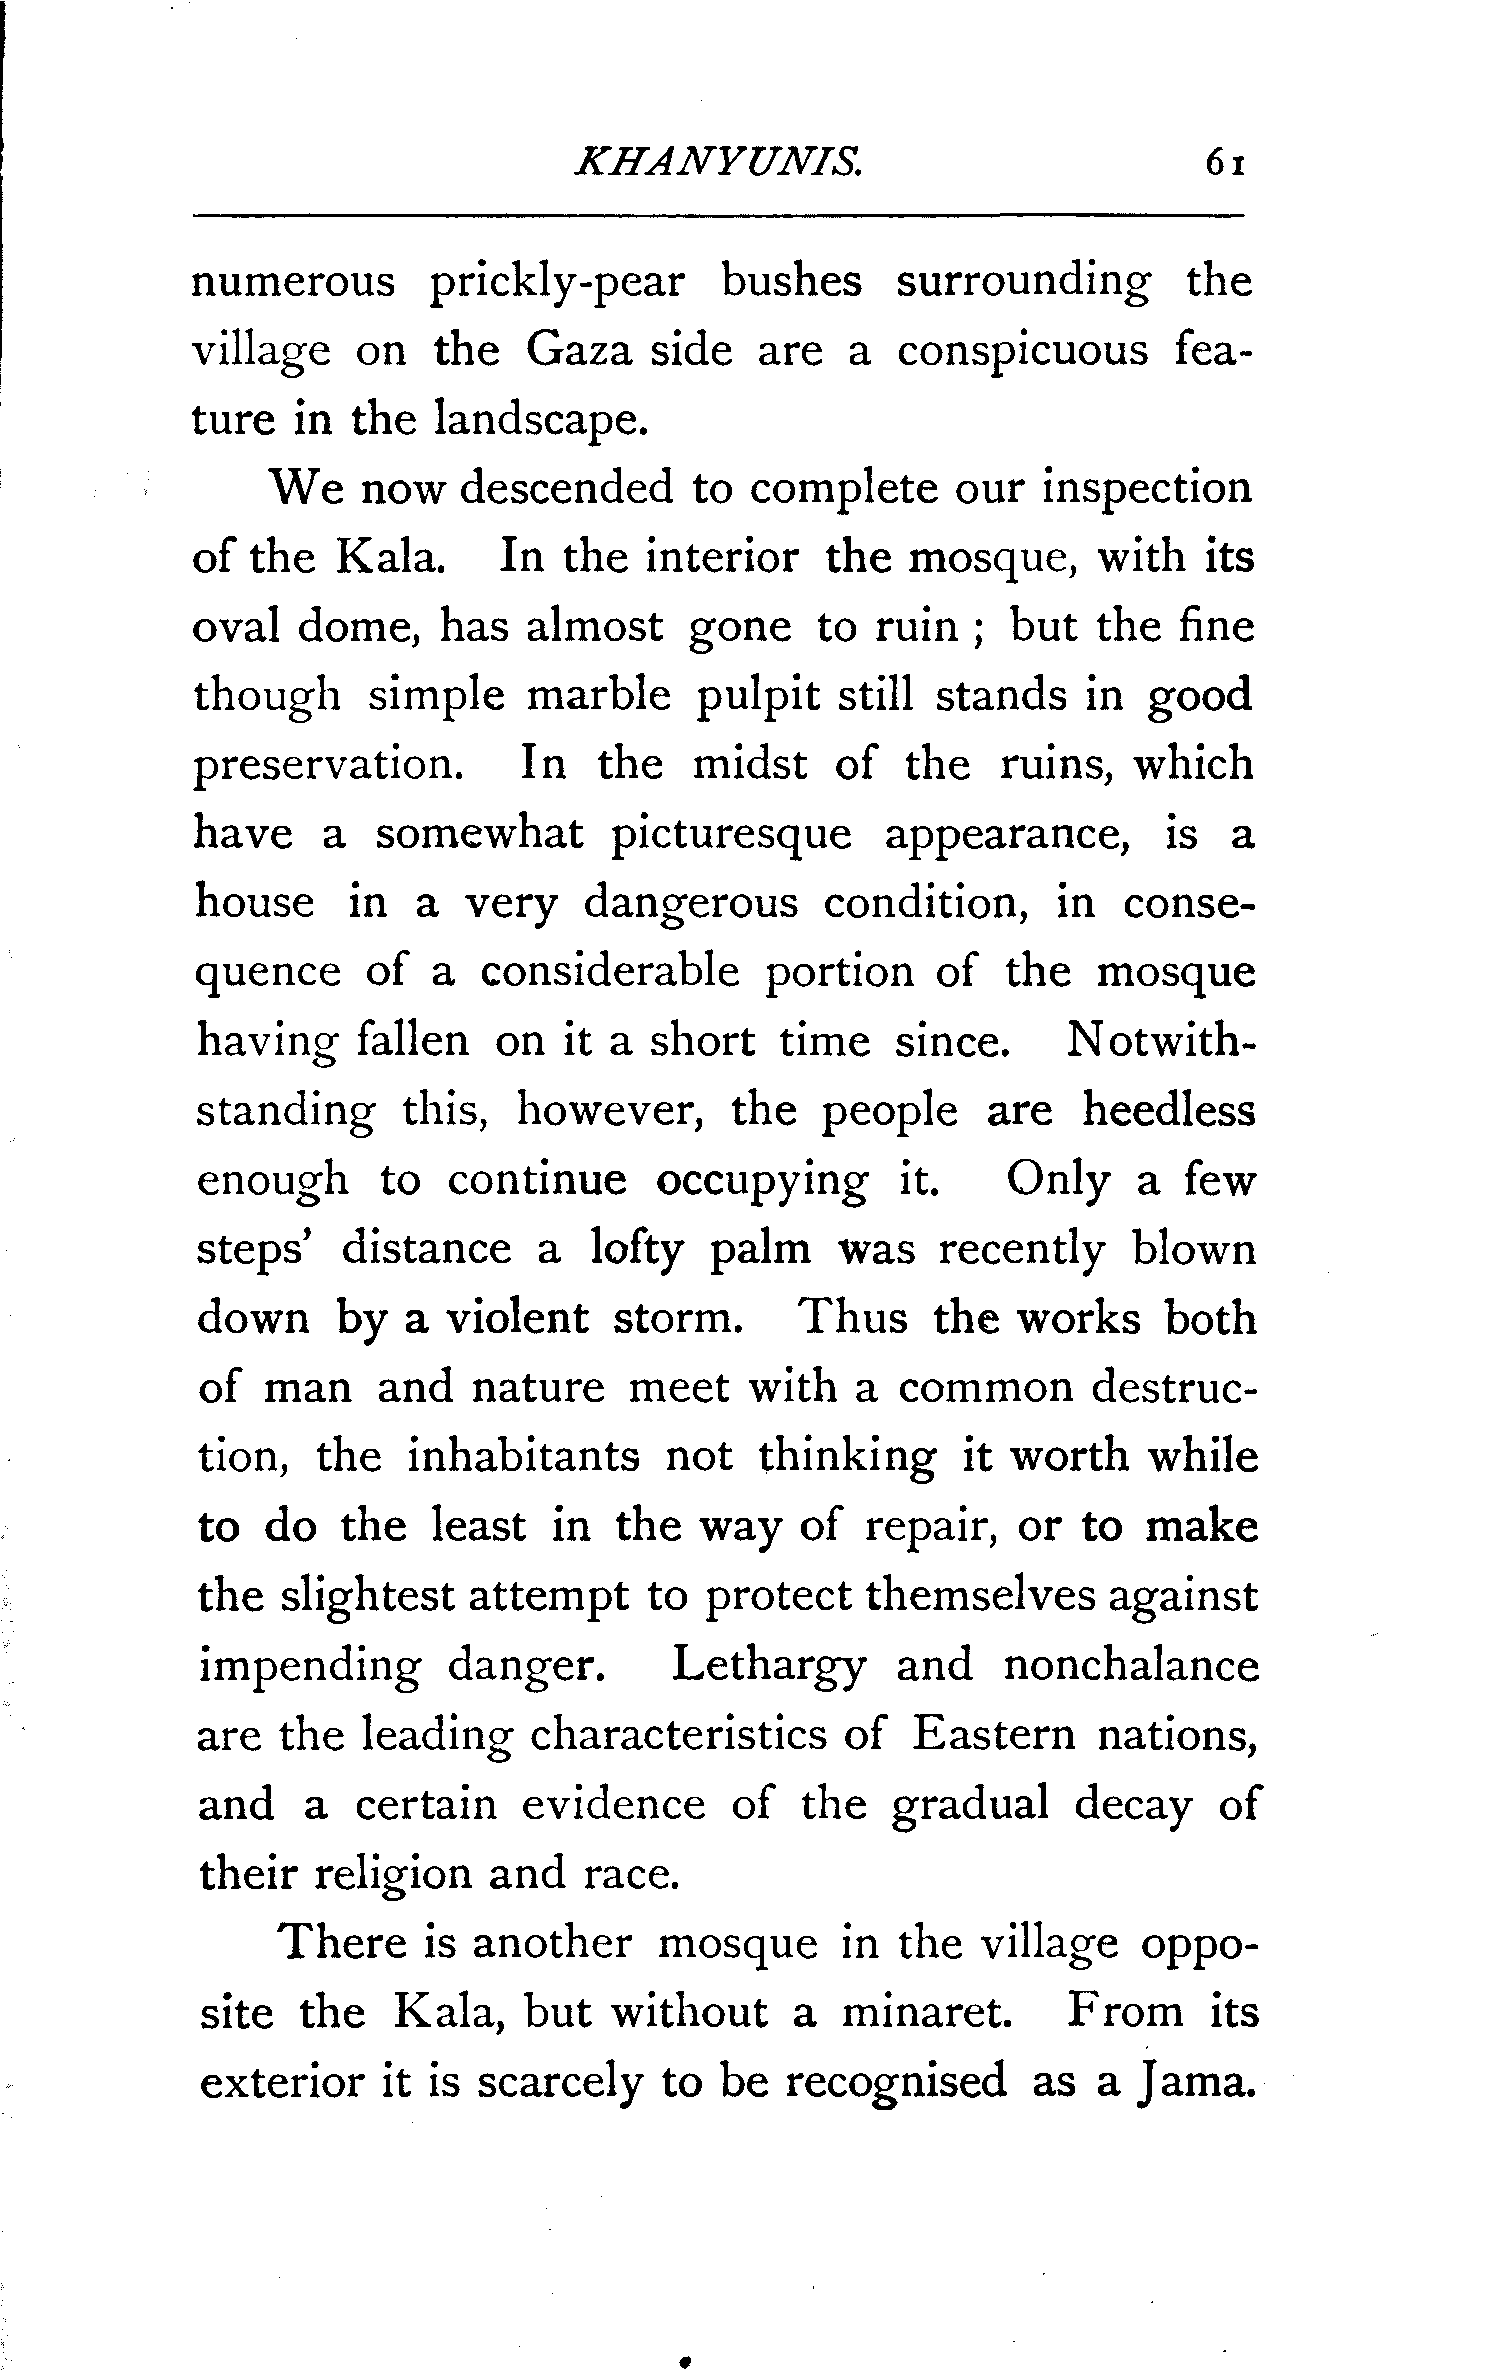 KHANYUNIS. 61
numerous prickly-pear bushes surrounding the
village on the Gaza side are a conspicuous fea-
ture in the landscape.
We now descended to complete our inspection
of the Kala. In the interior the mosque, with its
oval dome, has almost gone to ruin ; but the fine
though simple marble pulpit still stands in good
preservation. In the midst of the ruins, which
have a somewhat picturesque appearance, is a
house in a very dangerous condition, in conse-
quence of a considerable portion of the mosque
having fallen on it a short time since. Notwith-
standing this, however, the people are heedless
enough to continue occupying it. Only a few
steps' distance a lofty palm was recently blown
down by a violent storm. Thus the works both
of man and nature meet with a common destruc-
tion, the inhabitants not thinking it worth while
to do the least in the way of repair, or to make
the slightest attempt to protect themselves against
impending danger. Lethargy and nonchalance
are the leading characteristics of Eastern nations,
and a certain evidence of the gradual decay of
their religion and race.
There is another mosque in the village oppo-
site the Kala, but without a minaret. From its
exterior it is scarcely to be recognised as a Jama.